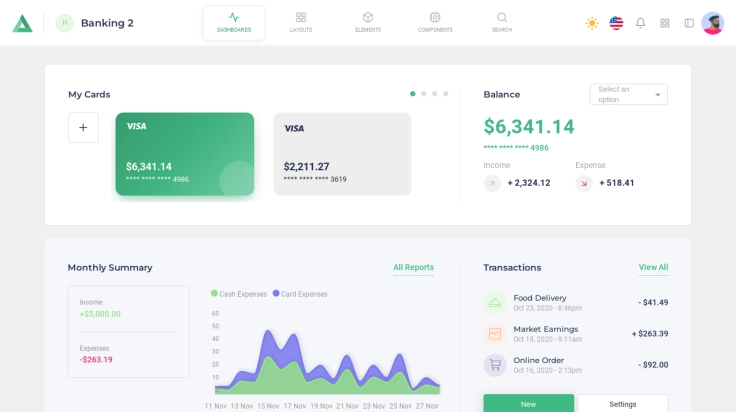 H Banking 2
DASHBOARDS LAYOUTS ELEMENTS COMPONENTS SEARCH
My Cards
+
VISA
$6,341.14
**** **** **** 4986
VISA
$2,211.27
**** **** **** 3619
Balance
Select an
option
$6,341.14
**** **** **** 4986
Income Expense
+ 2,324.12 + 518.41
Monthly Summary
All Reports
Income
+$5,000.00
Expenses
-$263.19
Cash Expenses Card Expenses
60
50
40
30
20
10
11 Nov 13 Nov 15 Nov 17 Nov 19 Nov 21 Nov 23 Nov 25 Nov 27 Nov
Transactions
View All
Food Delivery
Oct 23, 2020 - 8:46pm
- $41.49
Market Earnings
Oct 18, 2020 - 9:11am
+ $263.39
Online Order
Oct 16, 2020 - 2:13pm
- $92.00
New Settings